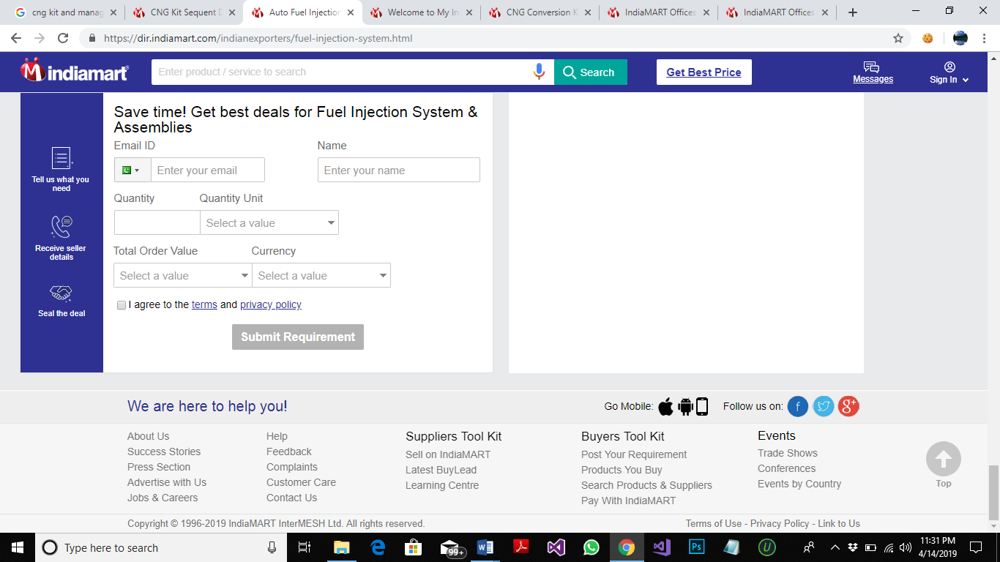 cng kit and manag
CNG Kit Sequent D
Auto Fuel Injection
Welcome to My In
CNG Conversion K
IndiaMART Offices
IndiaMART Offices
https://dir.indiamart.com/indianexporters/fuel-injection-system.html
indiamart
Enter product / service to search
Search
Get Best Price
Messages
Sign In
Tell us what you
need
Receive seller
details
Seal the deal
Save time! Get best deals for Fuel Injection System &
Assemblies
Email ID Name
Enter your email Enter your name
Quantity Quantity Unit
Select a value
Total Order Value Currency
Select a value Select a value
I agree to the terms and privacy policy
Submit Requirement
We are here to help you!
Go Mobile: Follow us on:
About Us
Success Stories
Press Section
Advertise with Us
Jobs & Careers
Help
Feedback
Complaints
Customer Care
Contact Us
Suppliers Tool Kit
Sell on IndiaMART
Latest BuyLead
Learning Centre
Buyers Tool Kit
Post Your Requirement
Products You Buy
Search Products & Suppliers
Pay With IndiaMART
Events
Trade Shows
Conferences
Events by Country
Top
Copyright © 1996-2019 IndiaMART InterMESH Ltd. All rights reserved.
Terms of Use - Privacy Policy - Link to Us
Type here to search
99+
11:31 PM
4/14/2019